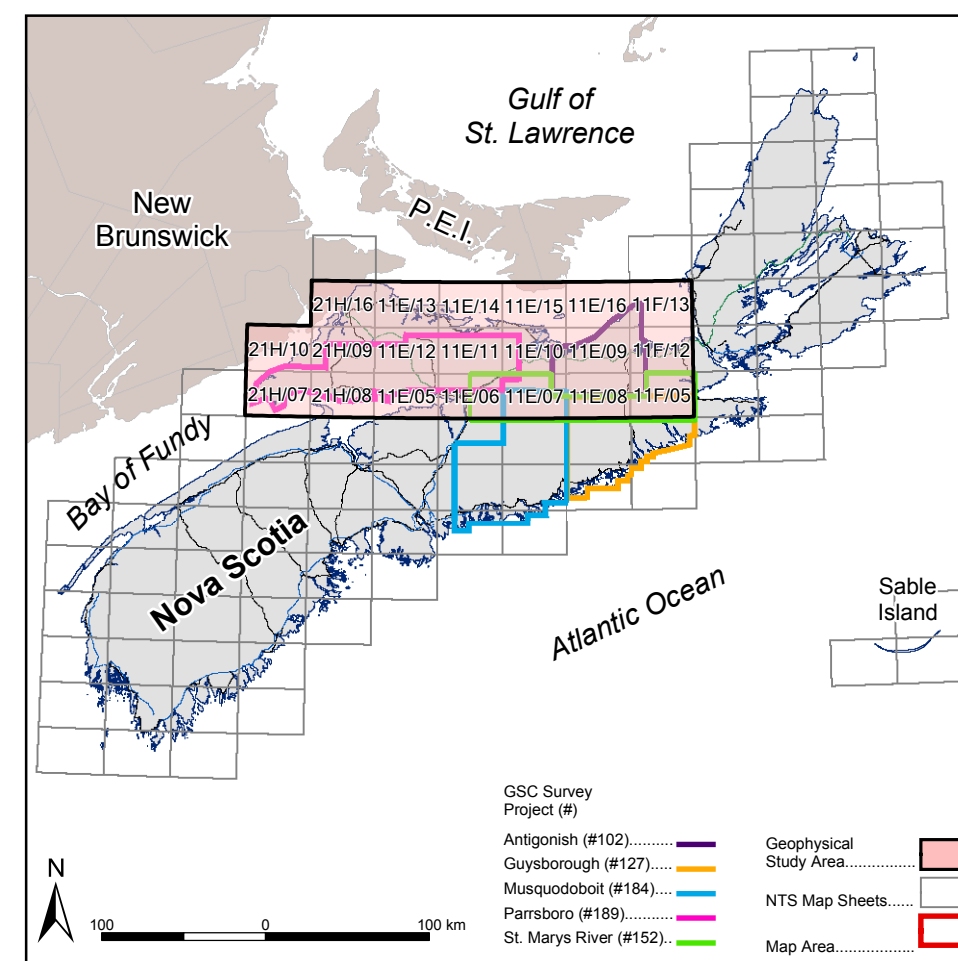 Gulf of
St. Lawrence
New
Brunswick
P.E.I.
21H/16 11E/13 11E/14 11E/15 11E/16 11F/13
21H/10 21H/09 11E/12 11E/11 11E/10 11E/09 11F/12
21H/07 21H/08 11E/05 11E/06 11E/07 11E/08 11F/05
Bay of Fundy
Nova Scotia
Atlantic Ocean
Sable
Island
GSC Survey
Project (#)
Antigonish (#102)..........
Guysborough (#127).....
Musquodoboit (#184)....
Parrsboro (#189)...........
St. Marys River (#152)..
Geophysical
Study Area................
NTS Map Sheets......
Map Area..................
N
100 0 100 km